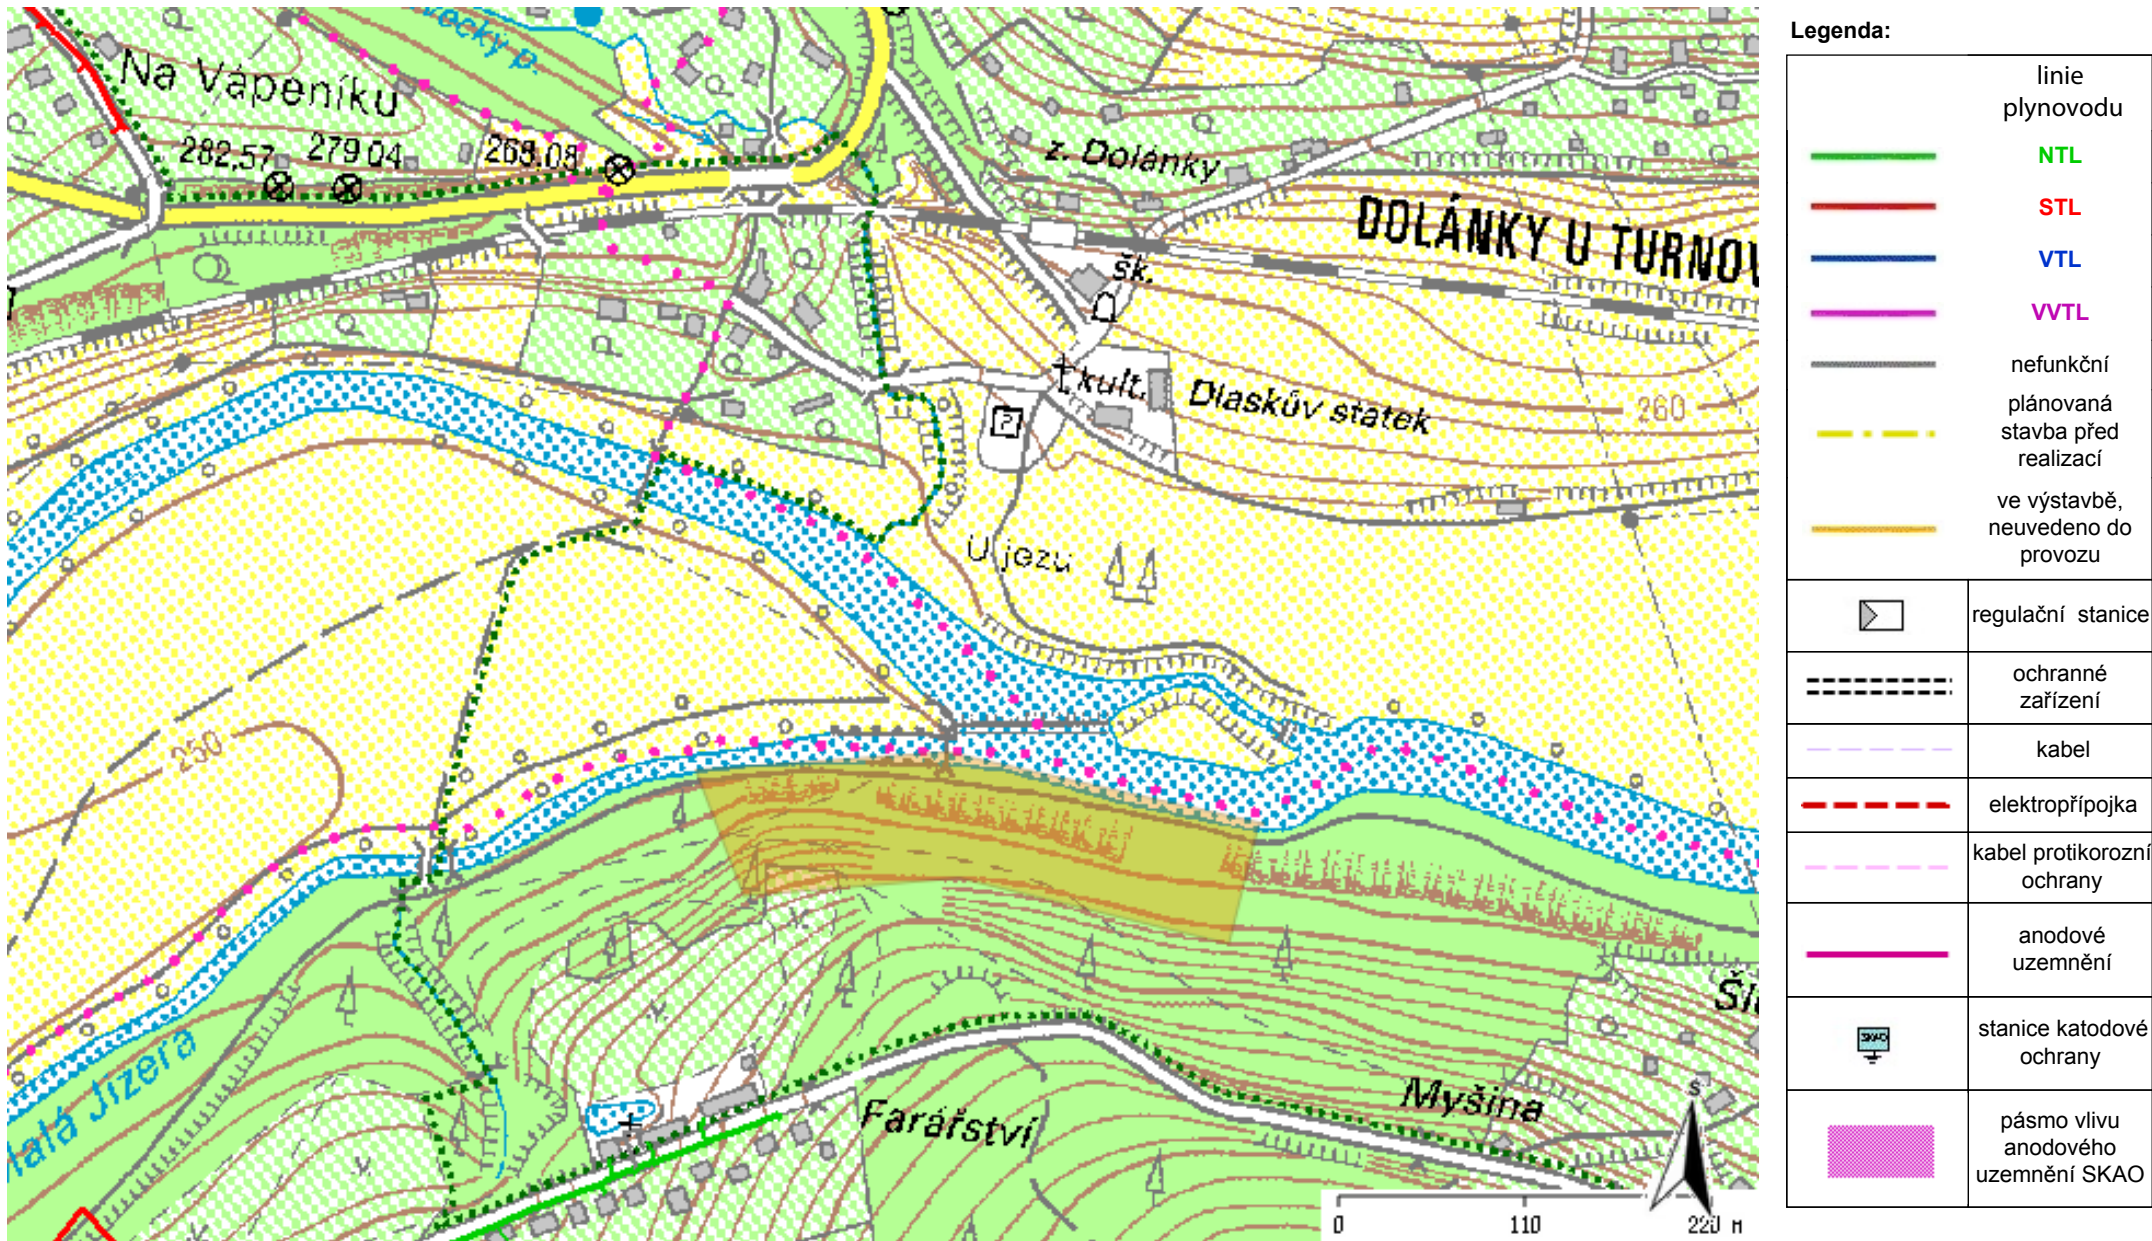 Na Vápeníku
282,57
279 04
268.08
z. Dolánky
DOLÁNKY U TURNOV
šk.
kult.
Dlaskův statek
260
P
U jezu
250
Malá Jizera
Farářství
Myšina
Š
0 110 220 M
Legenda:
linie
plynovodu
NTL
STL
VTL
VVTL
nefunkční
plánovaná
stavba před
realizací
ve výstavbě,
neuvedeno do
provozu
regulační stanice
ochranné
zařízení
kabel
elektropřípojka
kabel protikorozní
ochrany
anodové
uzemnění
SKAO
stanice katodové
ochrany
pásmo vlivu
anodového
uzemnění SKAO